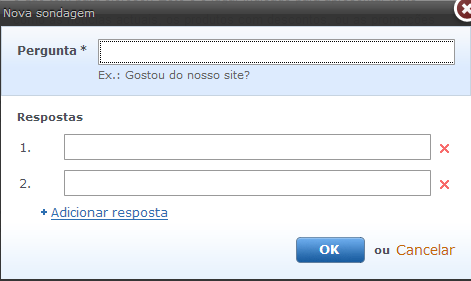 Nova sondagem
Pergunta *
Ex.: Gostou do nosso site?
Respostas
1.
2.
+ Adicionar resposta
OK ou Cancelar